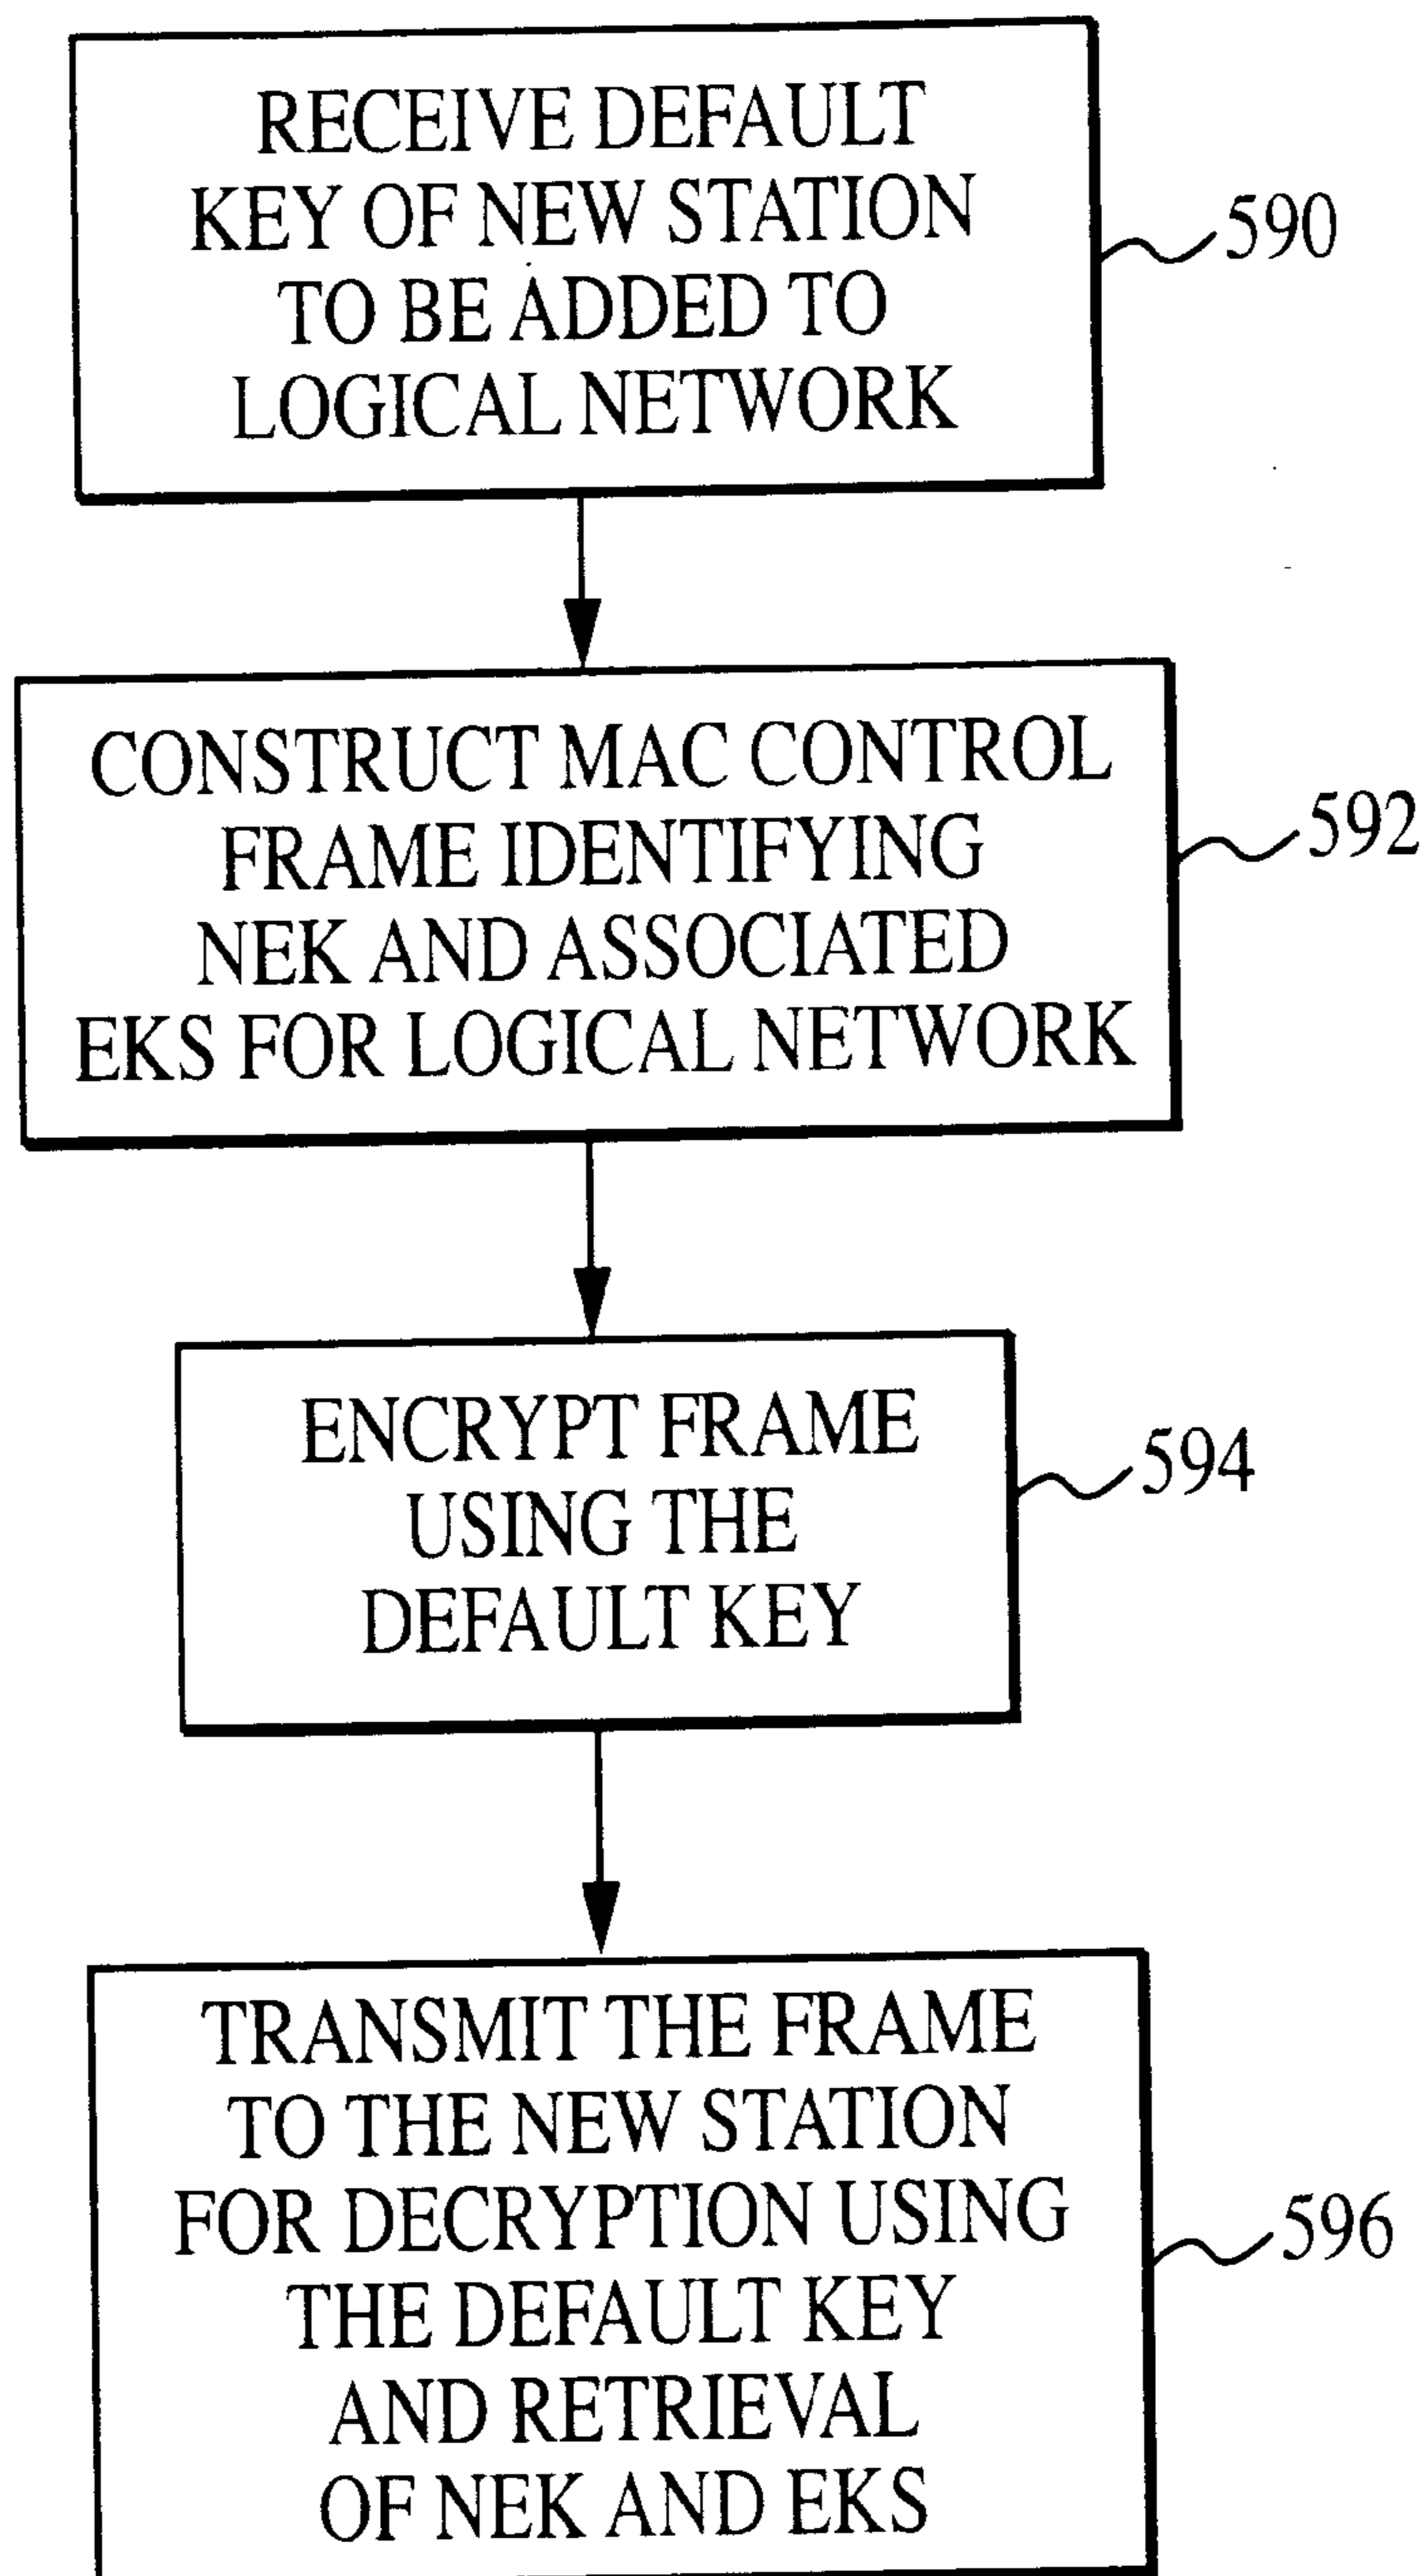 RECEIVE DEFAULT
KEY OF NEW STATION
TO BE ADDED TO
LOGICAL NETWORK
590
CONSTRUCT MAC CONTROL
FRAME IDENTIFYING
NEK AND ASSOCIATED
EKS FOR LOGICAL NETWORK
592
ENCRYPT FRAME
USING THE
DEFAULT KEY
594
TRANSMIT THE FRAME
TO THE NEW STATION
FOR DECRYPTION USING
THE DEFAULT KEY
AND RETRIEVAL
OF NEK AND EKS
596